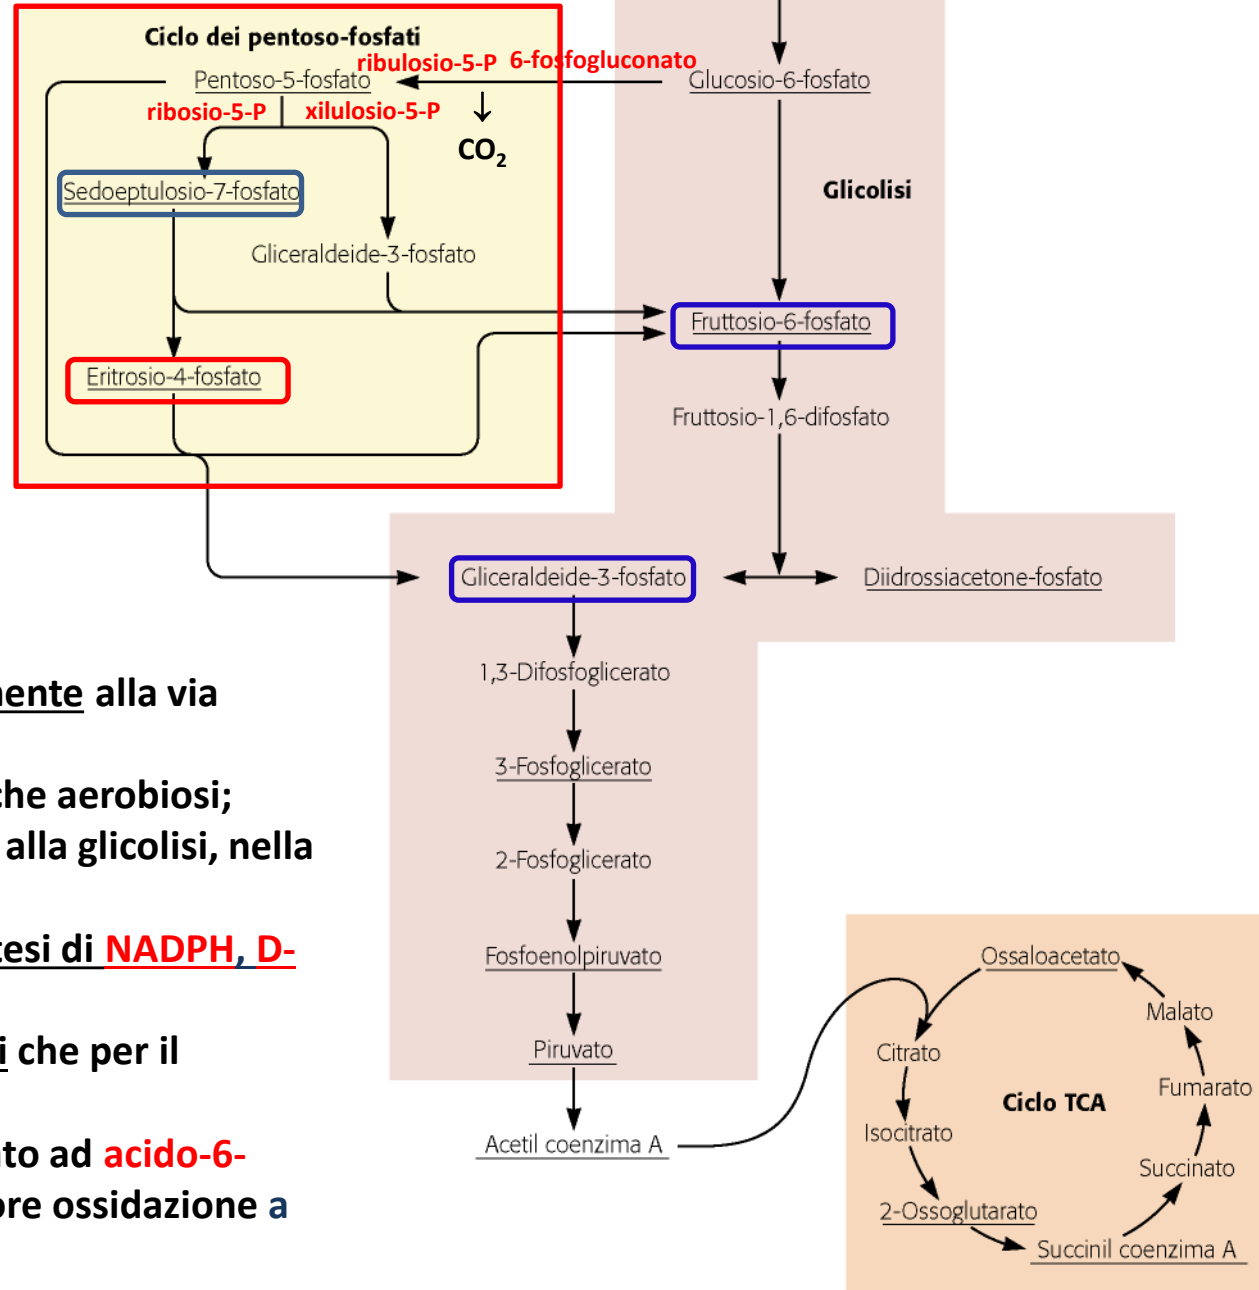 Ciclo dei pentoso-fosfati
ribulosio-5-P 6-fosfogluconato
Pentoso-5-fosfato
Glucosio-6-fosfato
ribosio-5-P xilulosio-5-P
CO₂
Sedoeptulosio-7-fosfato
Glicolisi
Gliceraldeide-3-fosfato
Fruttosio-6-fosfato
Eritrosio-4-fosfato
Fruttosio-1,6-difosfato
Gliceraldeide-3-fosfato
Diidrossiacetone-fosfato
1,3-Difosfoglicerato
3-Fosfoglicerato
2-Fosfoglicerato
Fosfoenolpiruvato
Piruvato
Acetil coenzima A
nente alla via
che aerobiosi;
alla glicolisi, nella
tesi di NADPH, D-
i che per il
to ad acido-6-
ore ossidazione a
Ossaloacetato
Malato
Citrato
Fumarato
Ciclo TCA
Isocitrato
Succinato
2-Ossoglutarato
Succinil coenzima A